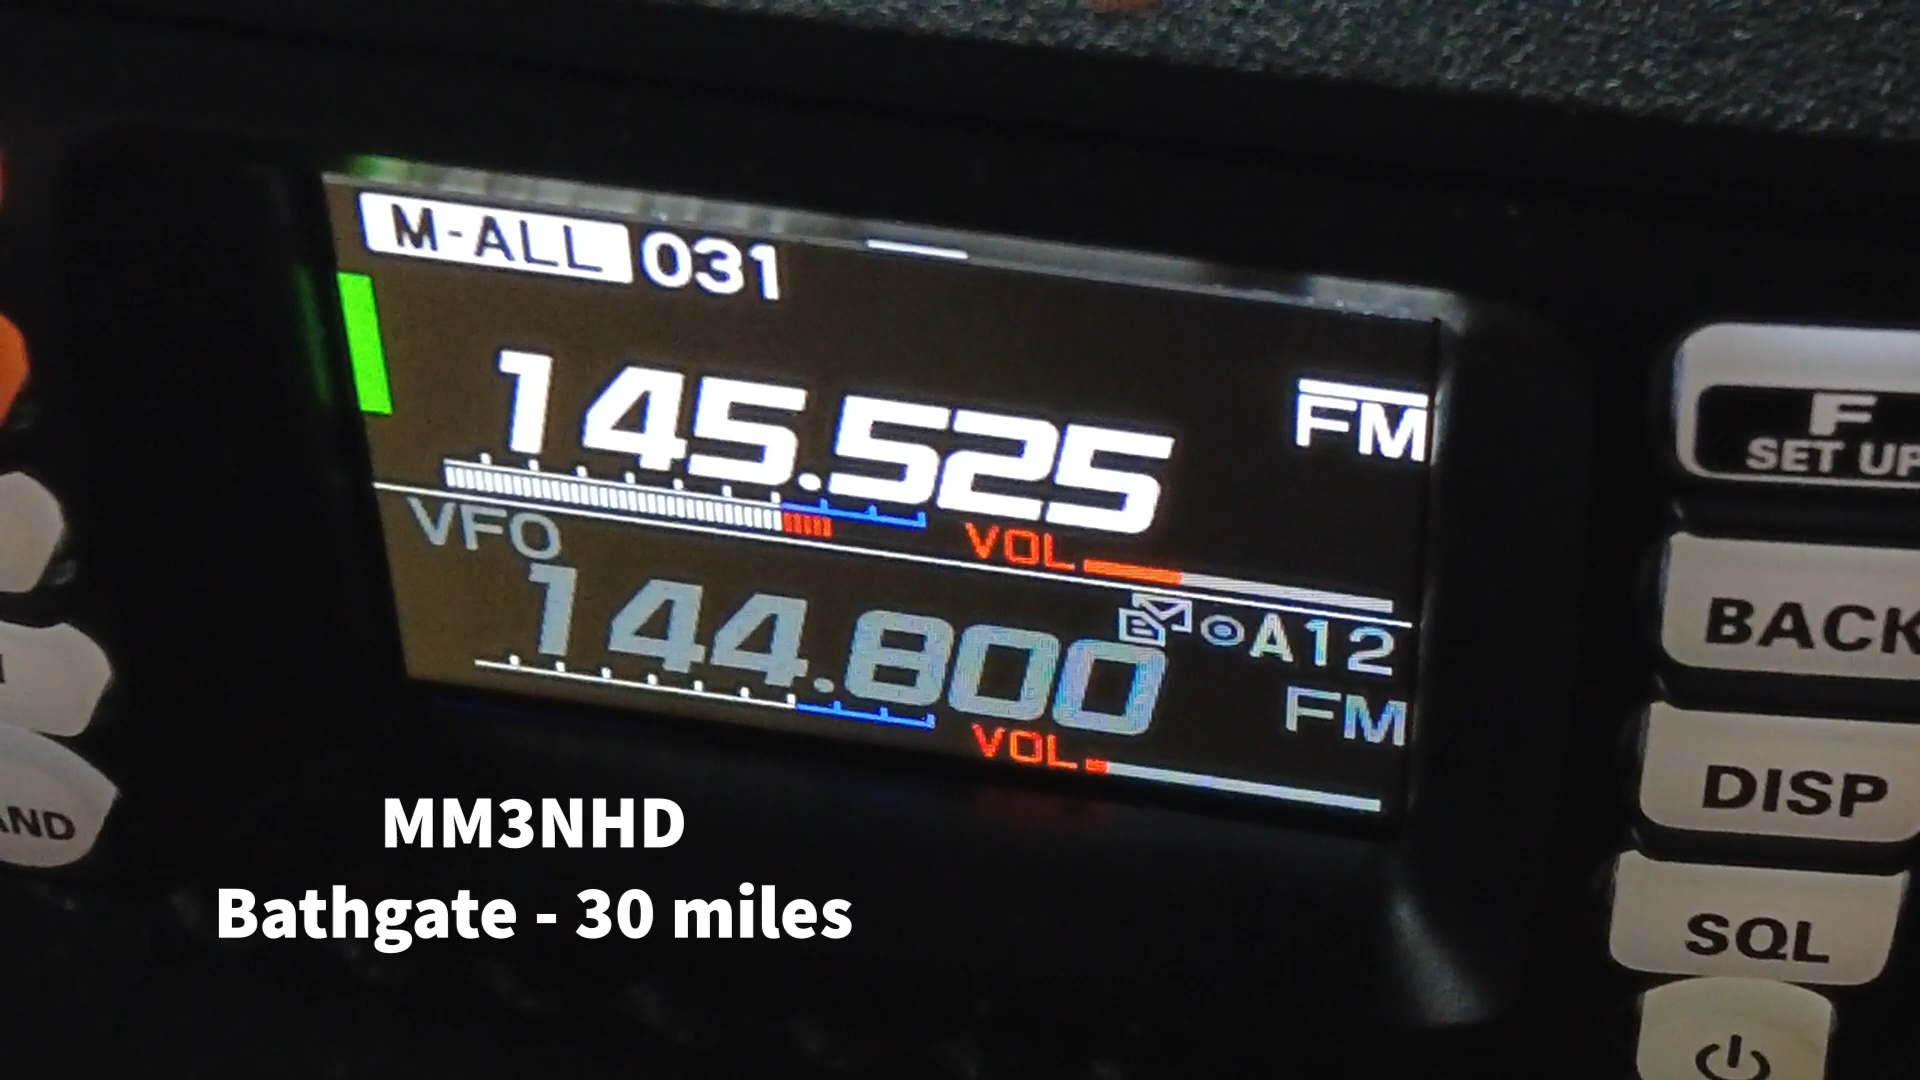 M-ALL 031
145.525 FM
VOL
VFO
A12
144.800 FM
VOL
F
SET UP
BACK
DISP
SQL
MM3NHD
Bathgate - 30 miles